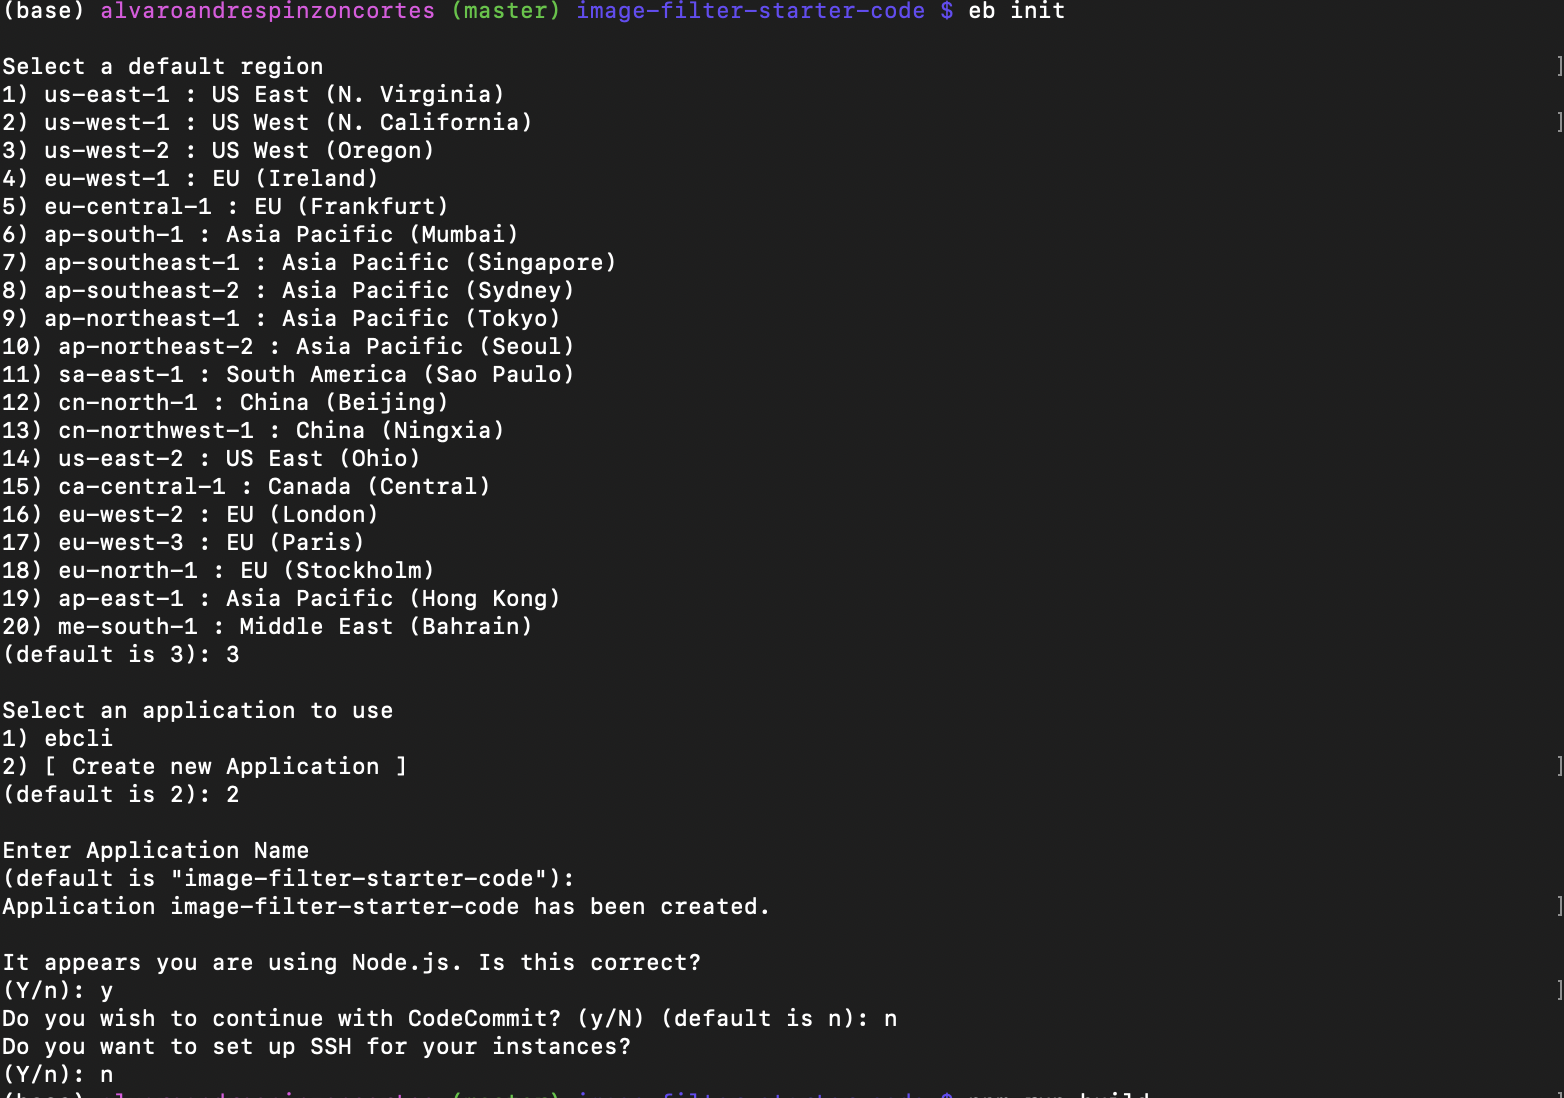 (base) alvaroandrespinzoncortes (master) image-filter-starter-code $ eb init
Select a default region
1) us-east-1 : US East (N. Virginia)
2) us-west-1 : US West (N. California)
3) us-west-2 : US West (Oregon)
4) eu-west-1 : EU (Ireland)
5) eu-central-1 : EU (Frankfurt)
6) ap-south-1 : Asia Pacific (Mumbai)
7) ap-southeast-1 : Asia Pacific (Singapore)
8) ap-southeast-2 : Asia Pacific (Sydney)
9) ap-northeast-1 : Asia Pacific (Tokyo)
10) ap-northeast-2 : Asia Pacific (Seoul)
11) sa-east-1 : South America (Sao Paulo)
12) cn-north-1 : China (Beijing)
13) cn-northwest-1 : China (Ningxia)
14) us-east-2 : US East (Ohio)
15) ca-central-1 : Canada (Central)
16) eu-west-2 : EU (London)
17) eu-west-3 : EU (Paris)
18) eu-north-1 : EU (Stockholm)
19) ap-east-1 : Asia Pacific (Hong Kong)
20) me-south-1 : Middle East (Bahrain)
(default is 3): 3
Select an application to use
1) ebcli
2) [ Create new Application ]
(default is 2): 2
Enter Application Name
(default is "image-filter-starter-code"):
Application image-filter-starter-code has been created.
It appears you are using Node.js. Is this correct?
(Y/n): y
Do you wish to continue with CodeCommit? (y/N) (default is n): n
Do you want to set up SSH for your instances?
(Y/n): n